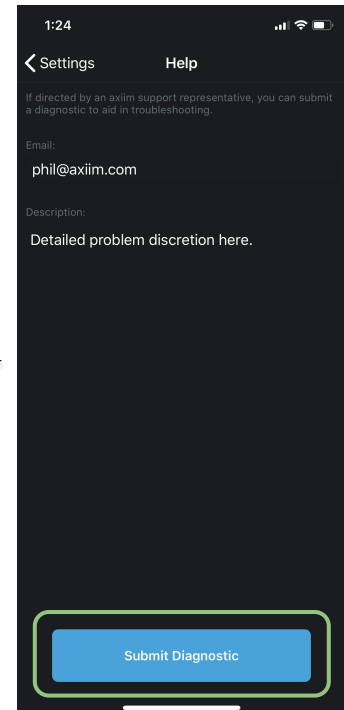 1:24
Settings
Help
If directed by an axiim support representative, you can submit
a diagnostic to aid in troubleshooting.
Email:
phil@axiim.com
Description:
Detailed problem discretion here.
Submit Diagnostic